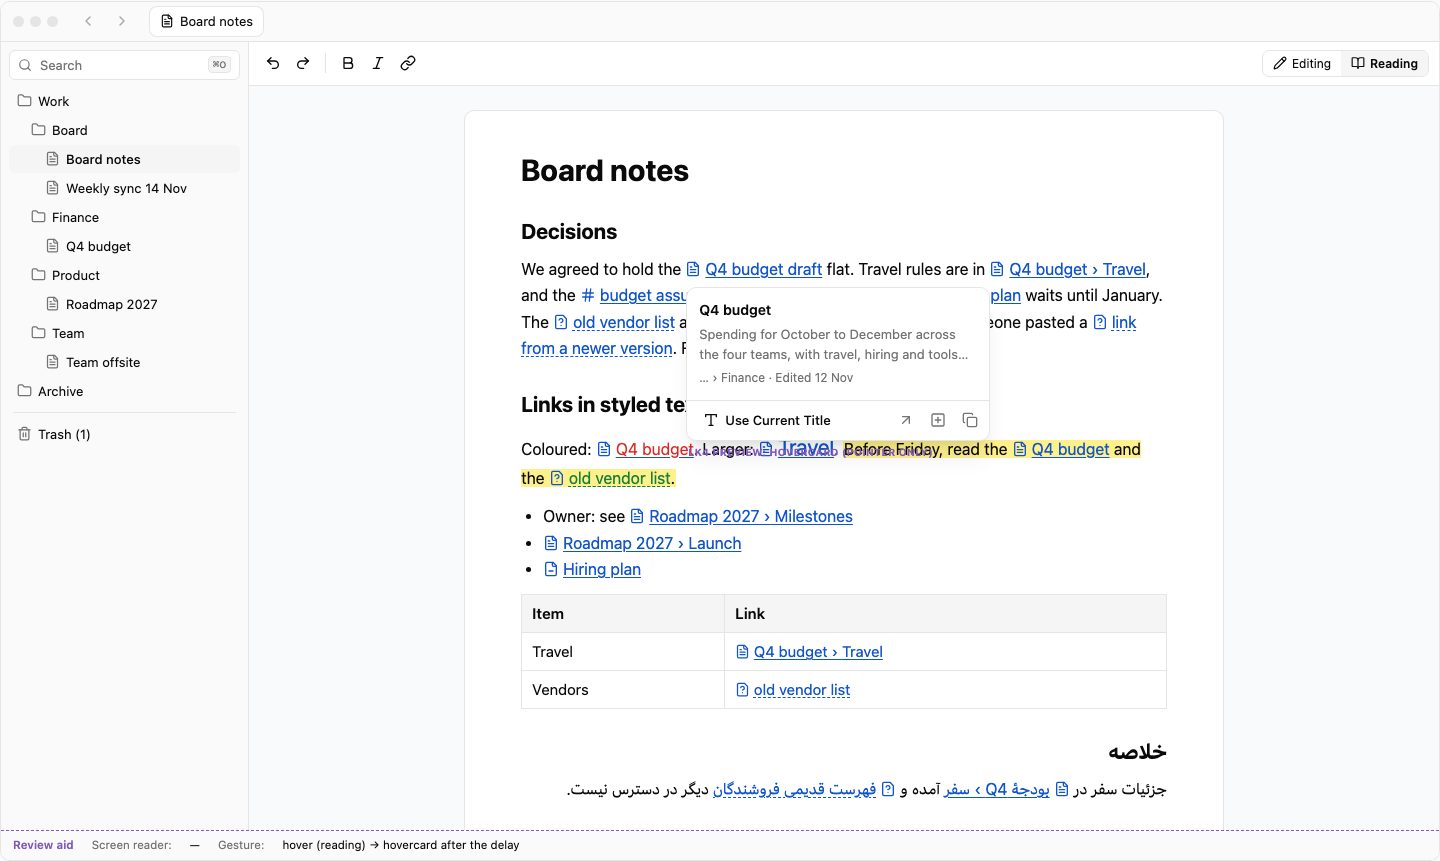 Board notes
Search ⌘O
Work
Board
Board notes
Weekly sync 14 Nov
Finance
Q4 budget
Product
Roadmap 2027
Team
Team offsite
Archive
Trash (1)
B I
Editing Reading
Board notes
Decisions
We agreed to hold the Q4 budget draft flat. Travel rules are in Q4 budget › Travel,
and the # budget assu plan waits until January.
The old vendor list a eone pasted a link
from a newer version. F
Q4 budget
Spending for October to December across
the four teams, with travel, hiring and tools…
… › Finance · Edited 12 Nov
Use Current Title
Links in styled te
Coloured: Q4 budget. Larger: Travel. Before Friday, read the Q4 budget and
the old vendor list.
• Owner: see Roadmap 2027 › Milestones
• Roadmap 2027 › Launch
• Hiring plan
Item Link
Travel Q4 budget › Travel
Vendors old vendor list
خلاصه
جزئیات سفر در بودجهٔ Q4 › سفر آمده و فهرست قدیمی فروشندگان دیگر در دسترس نیست.
Review aid Screen reader: — Gesture: hover (reading) → hovercard after the delay